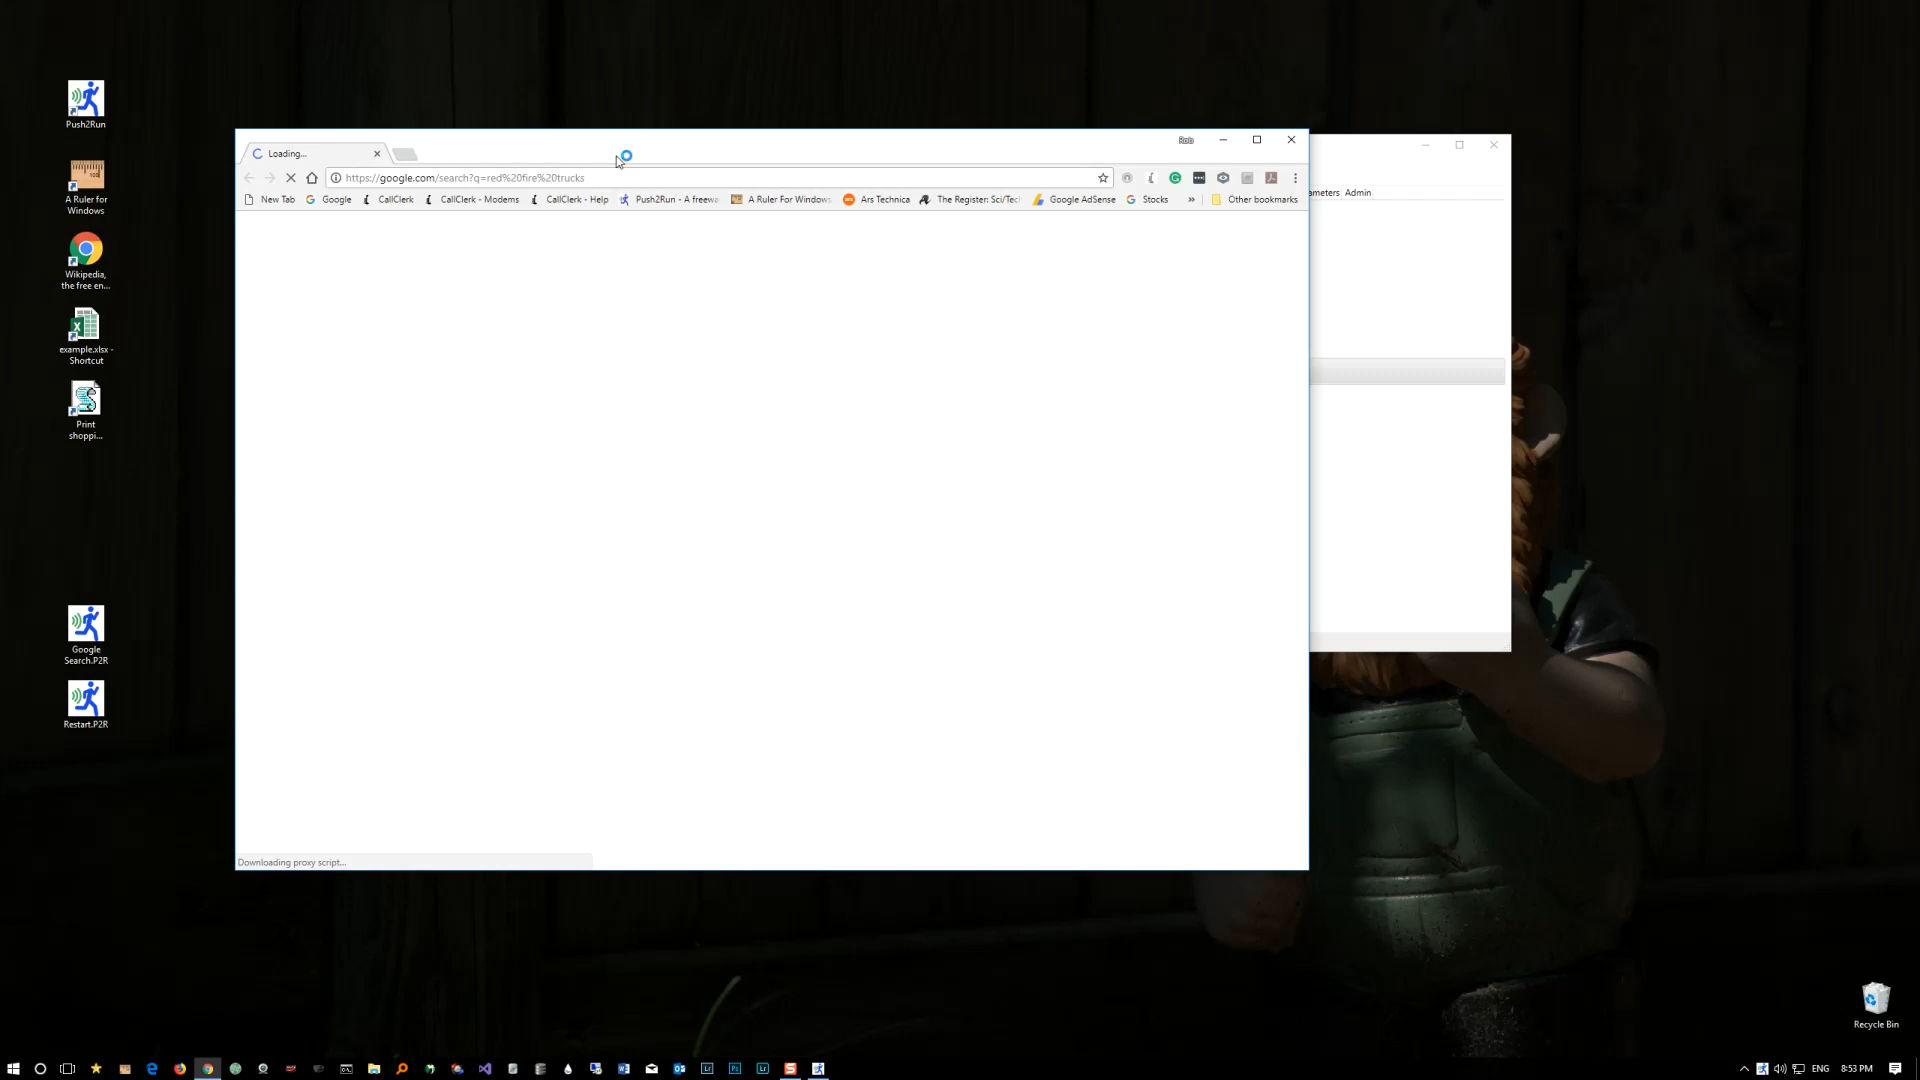 Push2Run
A Ruler for
Windows
Wikipedia,
the free en...
example.xlsx -
Shortcut
Print
shoppi...
Google
Search.P2R
Restart.P2R
Loading...
Rob
https://google.com/search?q=red%20fire%20trucks
New Tab
Google
CallClerk
CallClerk - Modems
CallClerk - Help
Push2Run - A freewa
A Ruler For Windows
Ars Technica
The Register: Sci/Tec
Google AdSense
Stocks
»
Other bookmarks
ameters
Admin
Downloading proxy script...
Recycle Bin
ENG
8:53 PM